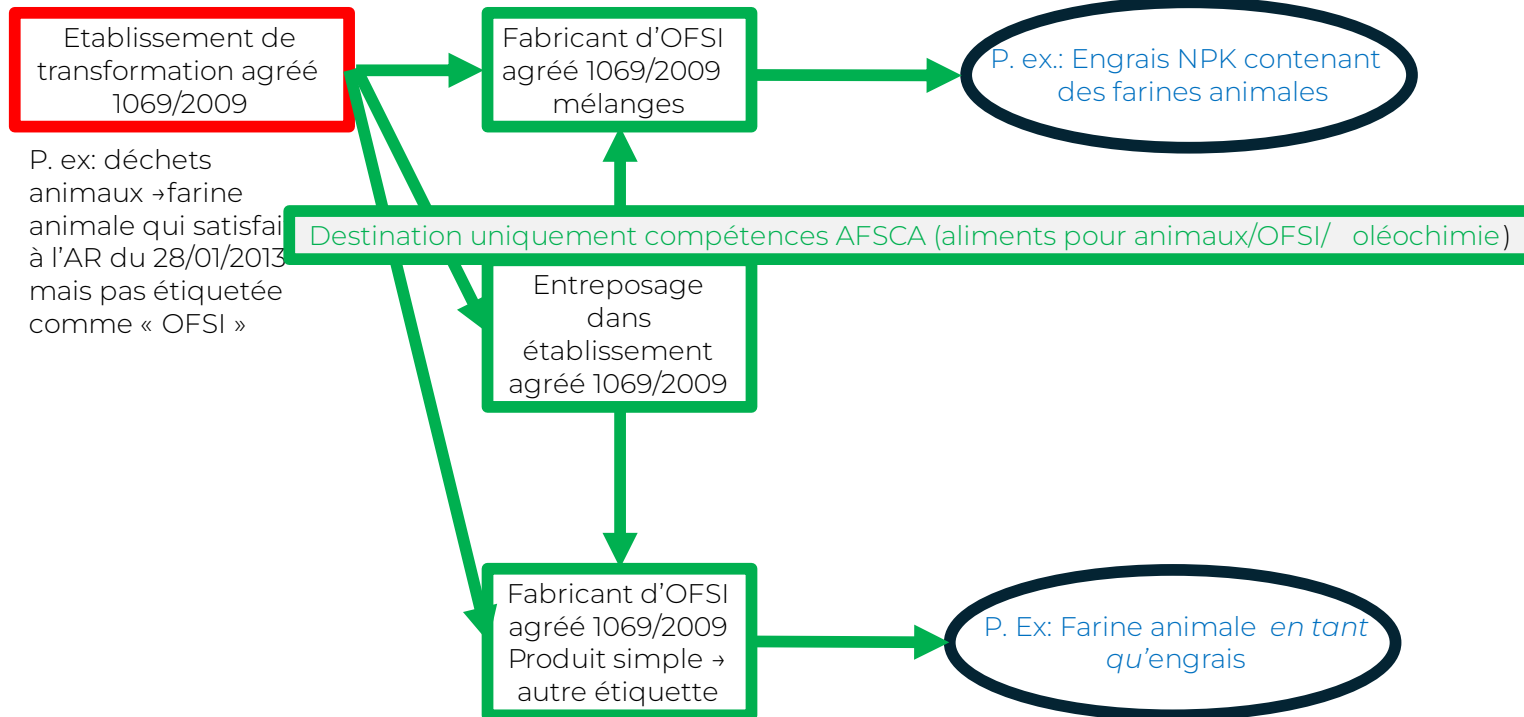 Etablissement de
transformation agréé
1069/2009
Fabricant d’OFSI
agréé 1069/2009
mélanges
P. ex.: Engrais NPK contenant
des farines animales
P. ex: déchets
animaux →farine
animale qui satisfai
à l’AR du 28/01/2013
mais pas étiquetée
comme « OFSI »
Destination uniquement compétences AFSCA (aliments pour animaux/OFSI/ oléochimie)
Entreposage
dans
établissement
agréé 1069/2009
Fabricant d’OFSI
agréé 1069/2009
Produit simple →
autre étiquette
P. Ex: Farine animale en tant
qu’engrais